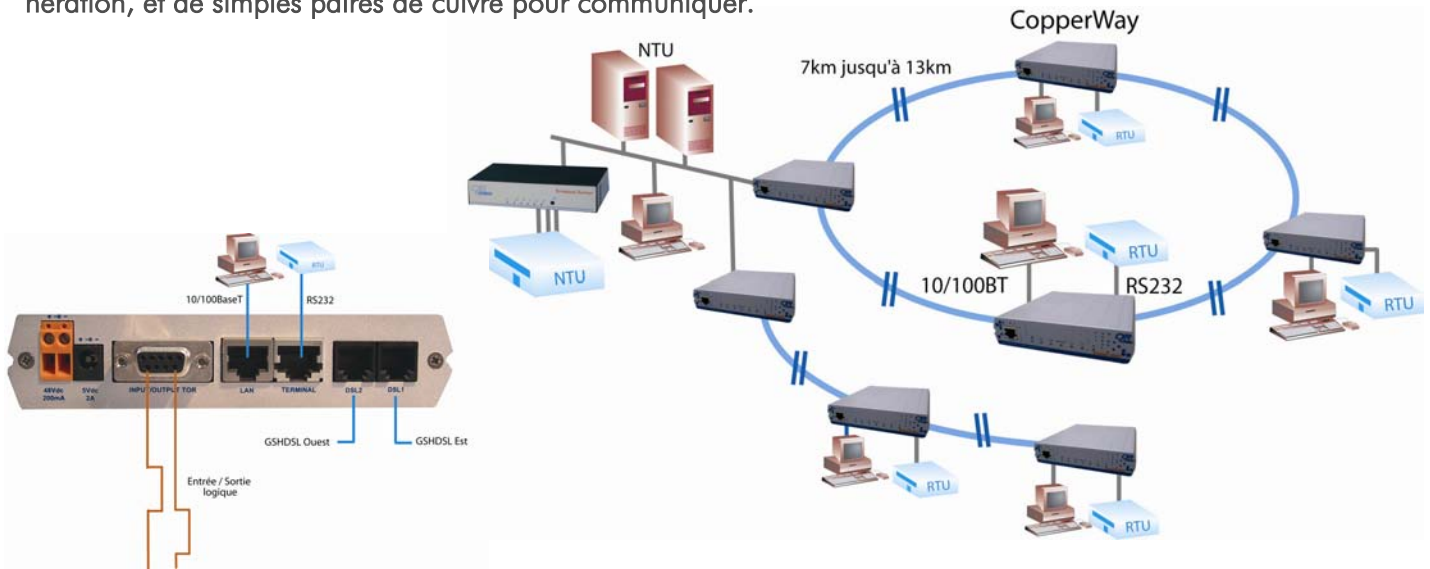 nération, et de simples paires de cuivre pour communiquer.
CopperWay
NTU
7km jusqu'à 13km
RTU
NTU
RTU
10/100BT
RS232
RTU
RTU
10/100BaseT
RS232
48Vdc
200mA
5Vdc
2A
INPUT/OUTPUT TOR
LAN
TERMINAL
DSL2
DSL1
GSHDSL Ouest
GSHDSL Est
Entrée / Sortie
logique
RTU
RTU